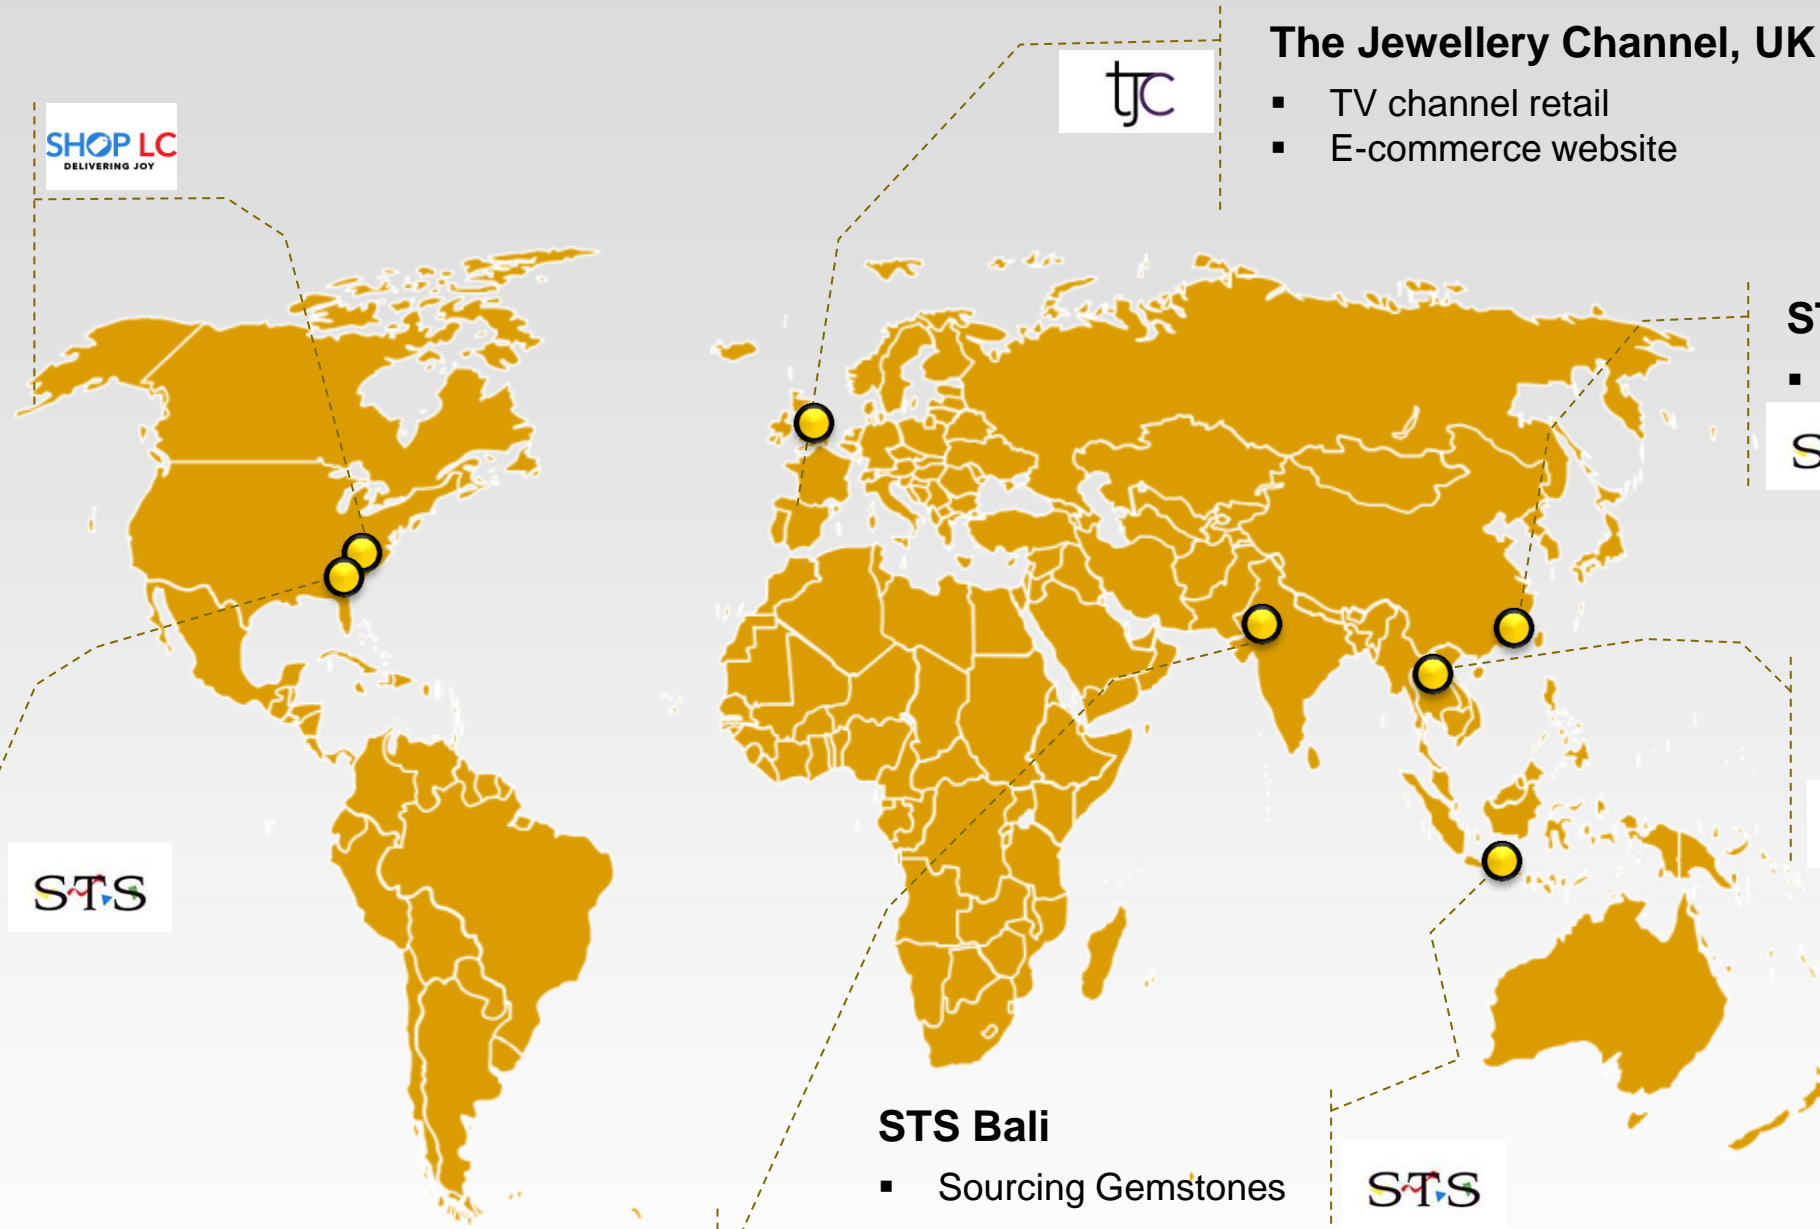 The Jewellery Channel, UK
tjc
▪ TV channel retail
▪ E-commerce website
SHOP LC
DELIVERING JOY
STS
STS Bali
▪ Sourcing Gemstones
STS